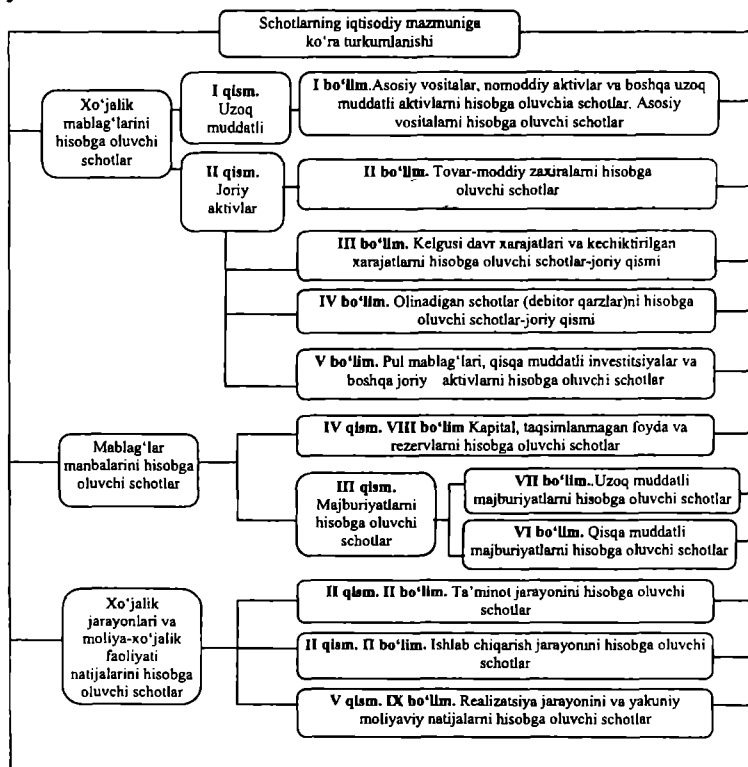 Schotlarning iqtisodiy mazmuniga
ko‘ra turkumlanishi
Xo‘jalik
mablag‘larini
hisobga oluvchi
schotlar
I qism.
Uzoq
muddatli
I bo‘lim.Asosiy vositalar, nomoddiy aktivlar va boshqa uzoq
muddatli aktivlarni hisobga oluvchia schotlar. Asosiy
vositalarni hisobga oluvchi schotlar
II qism.
Joriy
aktivlar
II bo‘lim. Tovar-moddiy zaxiralarni hisobga
oluvchi schotlar
III bo‘lim. Kelgusi davr xarajatlari va kechiktirilgan
xarajatlarni hisobga oluvchi schotlar-joriy qismi
IV bo‘lim. Olinadigan schotlar (debitor qarzlar)ni hisobga
oluvchi schotlar-joriy qismi
V bo‘lim. Pul mablag‘lari, qisqa muddatli investitsiyalar va
boshqa joriy aktivlarni hisobga oluvchi schotlar
Mablag‘lar
manbalarini hisobga
oluvchi schotlar
IV qism. VIII bo‘lim Kapital, taqsimlanmagan foyda va
rezervlarni hisobga oluvchi schotlar
III qism.
Majburiyatlarni
hisobga oluvchi
schotlar
VII bo‘lim..Uzoq muddatli
majburiyatlarni hisobga oluvchi schotlar
VI bo‘lim. Qisqa muddatli
majburiyatlarni hisobga oluvchi schotlar
Xo‘jalik
jarayonlari va
moliya-xo‘jalik
faoliyati
natijalarini hisobga
oluvchi schotlar
II qism. II bo‘lim. Ta’minot jarayonini hisobga oluvchi
schotlar
II qism. II bo‘lim. Ishlab chiqarish jarayonini hisobga oluvchi
schotlar
V qism. IX bo‘lim. Realizatsiya jarayonini va yakuniy
moliyaviy natijalarni hisobga oluvchi schotlar